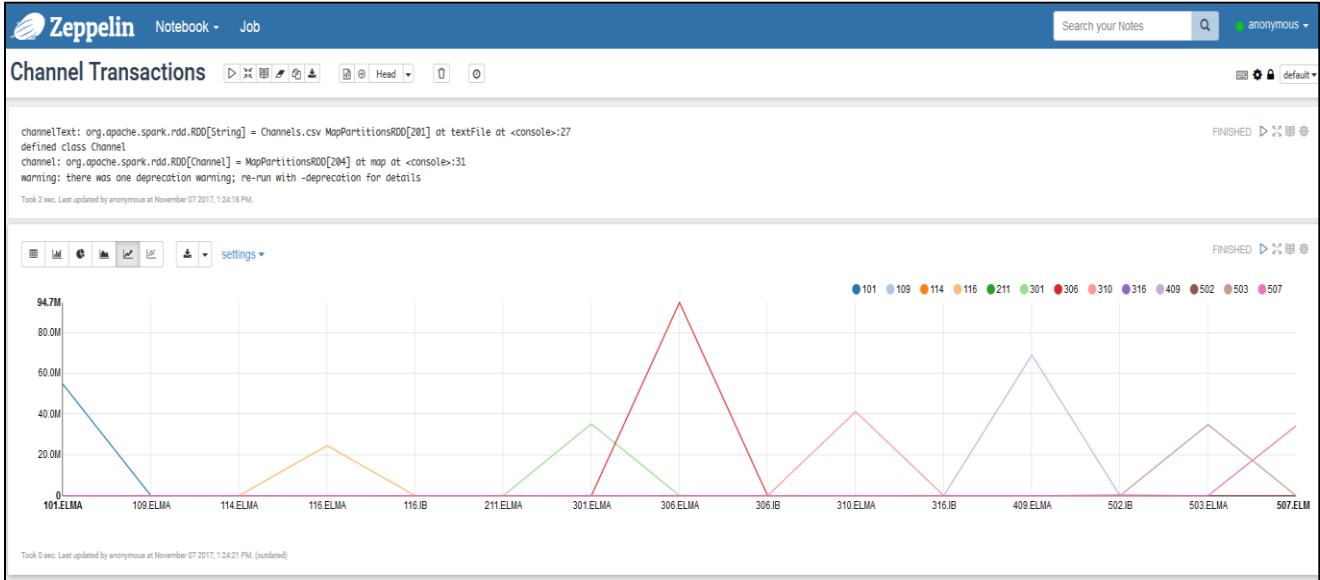 Zeppelin Notebook Job Search your Notes anonymous
Channel Transactions Head default
channelText: org.apache.spark.rdd.RDD[String] = Channels.csv MapPartitionsRDD[201] at textFile at <console>:27
FINISHED
defined class Channel
channel: org.apache.spark.rdd.RDD[Channel] = MapPartitionsRDD[204] at map at <console>:31
warning: there was one deprecation warning; re-run with -deprecation for details
Took 2 sec. Last updated by anonymous at November 07 2017, 1:24:18 PM.
settings
FINISHED
101 109 114 116 211 301 306 310 316 409 502 503 507
94.7M
80.0M
60.0M
40.0M
20.0M
0
101.ELMA 109.ELMA 114.ELMA 116.ELMA 116.IB 211.ELMA 301.ELMA 306.ELMA 306.IB 310.ELMA 316.IB 409.ELMA 502.IB 503.ELMA 507.ELM
Took 0 sec. Last updated by anonymous at November 07 2017, 1:24:21 PM. (outdated)